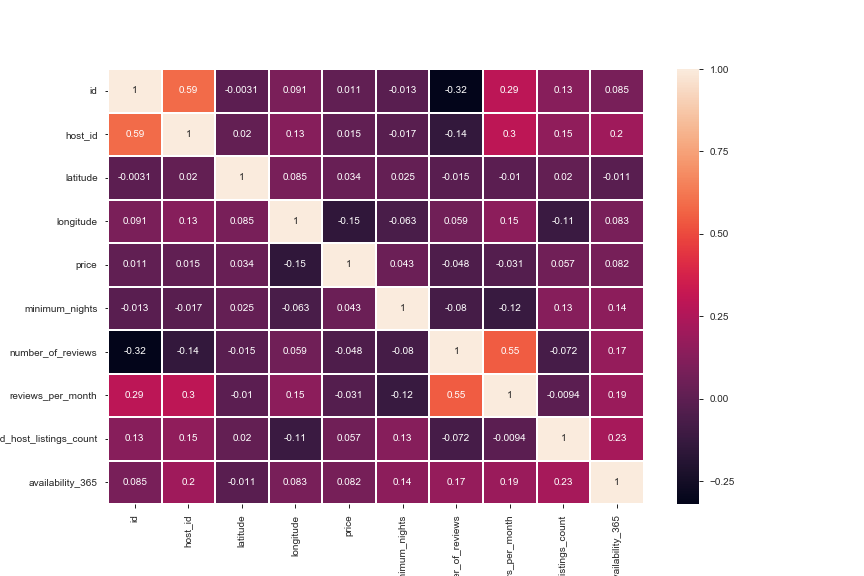 id 1 0.59 -0.0031 0.091 0.011 -0.013 -0.32 0.29 0.13 0.085
host_id 0.59 1 0.02 0.13 0.015 -0.017 -0.14 0.3 0.15 0.2
latitude -0.0031 0.02 1 0.085 0.034 0.025 -0.015 -0.01 0.02 -0.011
longitude 0.091 0.13 0.085 1 -0.15 -0.063 0.059 0.15 -0.11 0.083
price 0.011 0.015 0.034 -0.15 1 0.043 -0.048 -0.031 0.057 0.082
minimum_nights -0.013 -0.017 0.025 -0.063 0.043 1 -0.08 -0.12 0.13 0.14
number_of_reviews -0.32 -0.14 -0.015 0.059 -0.048 -0.08 1 0.55 -0.072 0.17
reviews_per_month 0.29 0.3 -0.01 0.15 -0.031 -0.12 0.55 1 -0.0094 0.19
d_host_listings_count 0.13 0.15 0.02 -0.11 0.057 0.13 -0.072 -0.0094 1 0.23
availability_365 0.085 0.2 -0.011 0.083 0.082 0.14 0.17 0.19 0.23 1
id host_id latitude longitude price nimum_nights er_of_reviews rs_per_month listings_count vailability_365
1.00
0.75
0.50
0.25
0.00
-0.25